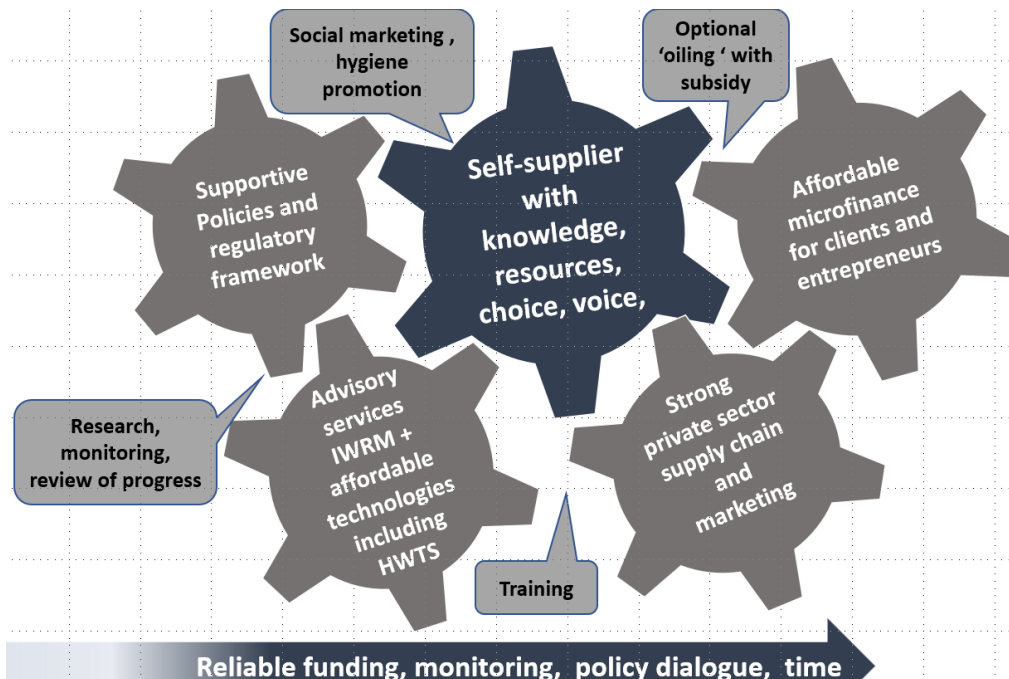 Social marketing ,
hygiene
promotion
Optional
‘oiling ‘ with
subsidy
Supportive
Policies and
regulatory
framework
Self-supplier
with
knowledge,
resources,
choice, voice,
Affordable
microfinance
for clients and
entrepreneurs
Research,
monitoring,
review of progress
Advisory
services
IWRM +
affordable
technologies
including
HWTS
Strong
private sector
supply chain
and
marketing
Training
Reliable funding, monitoring, policy dialogue, time